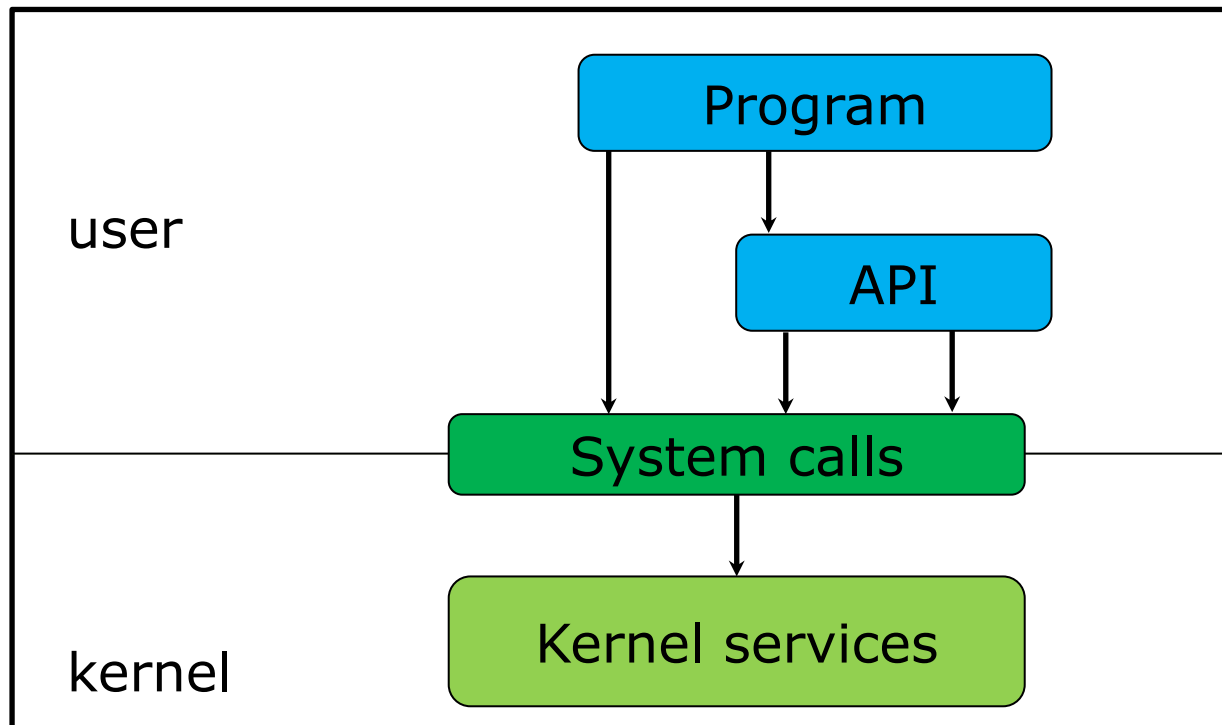 Program
user
API
System calls
Kernel services
kernel